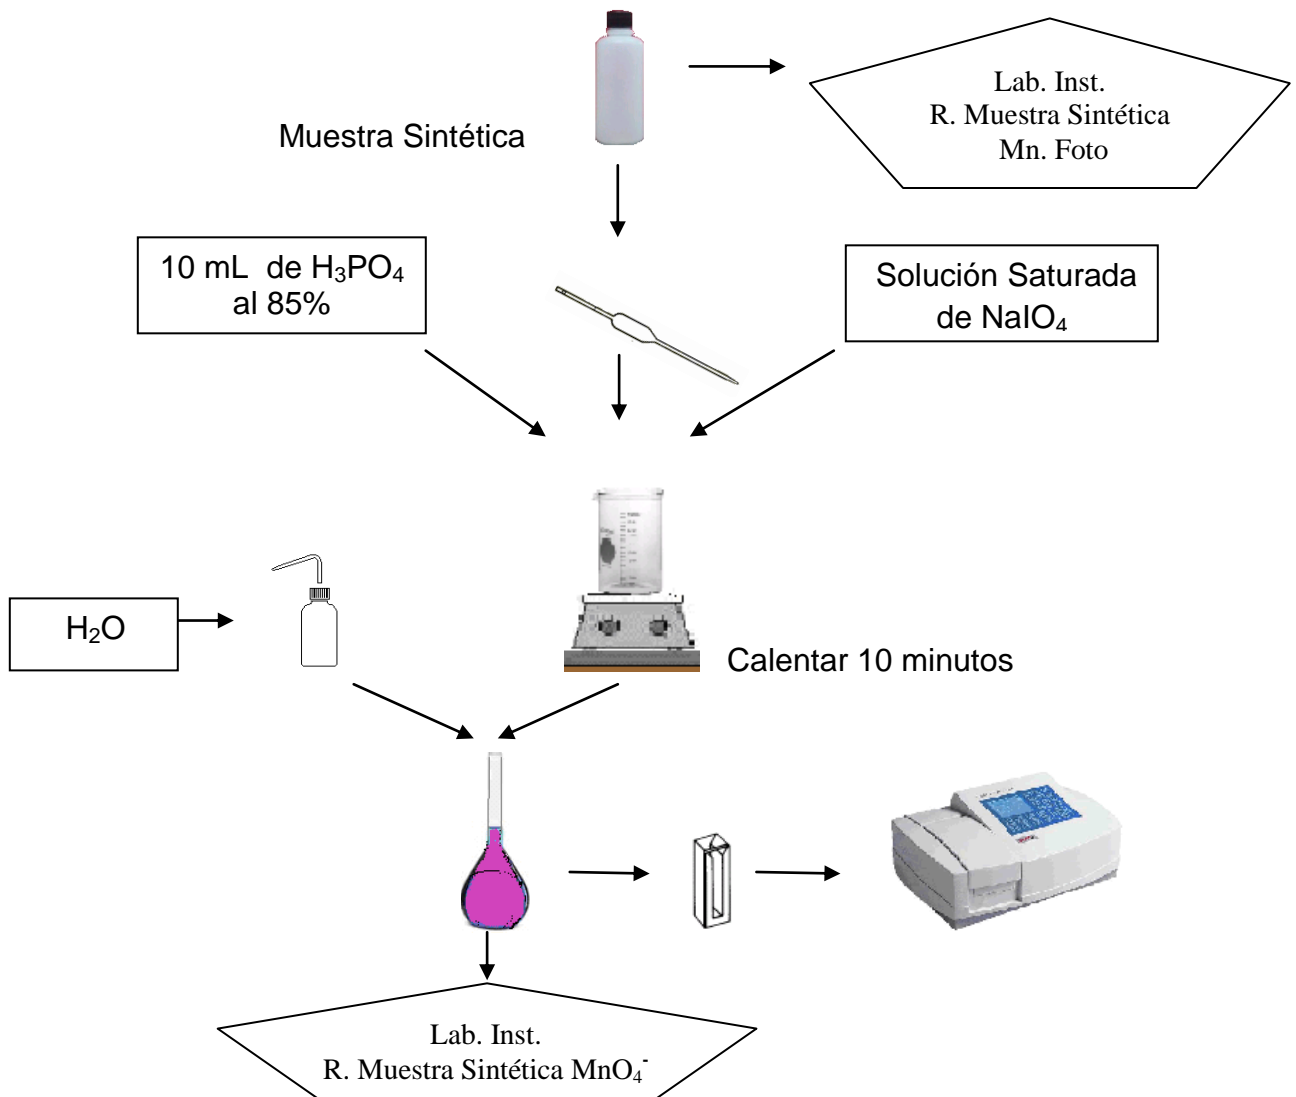 Lab. Inst.
R. Muestra Sintética
Mn. Foto
Muestra Sintética
10 mL de H₃PO₄
al 85%
Solución Saturada
de NaIO₄
H₂O
Calentar 10 minutos
Lab. Inst.
R. Muestra Sintética MnO₄⁻